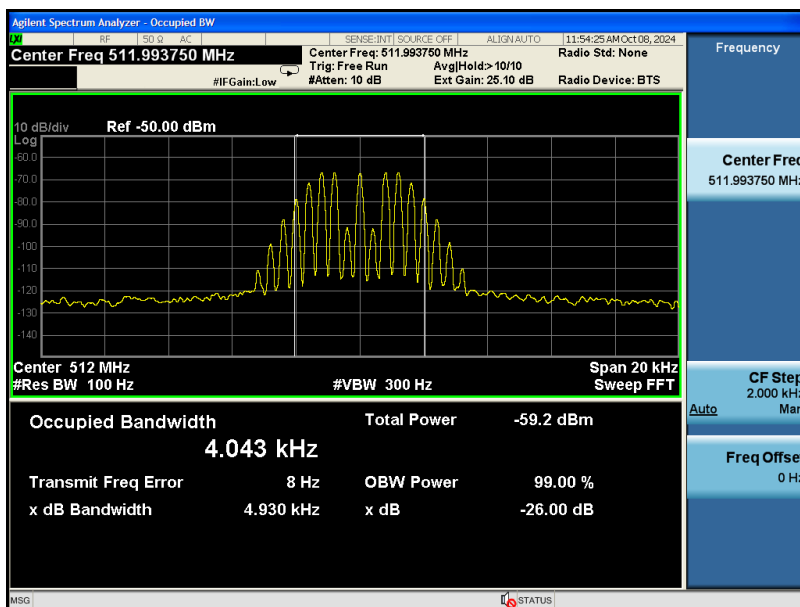 Agilent Spectrum Analyzer - Occupied BW
LXI RF 50 Ω AC SENSE:INT SOURCE OFF ALIGN AUTO 11:54:25 AM Oct 08, 2024
Center Freq 511.993750 MHz
Center Freq: 511.993750 MHz Radio Std: None
Trig: Free Run Avg|Hold:> 10/10
#IFGain:Low #Atten: 10 dB Ext Gain: 25.10 dB Radio Device: BTS
10 dB/div Ref -50.00 dBm
Log
-60.0
-70.0
-80.0
-90.0
-100
-110
-120
-130
-140
Center 512 MHz Span 20 kHz
#Res BW 100 Hz #VBW 300 Hz Sweep FFT
Occupied Bandwidth Total Power -59.2 dBm
4.043 kHz
Transmit Freq Error 8 Hz OBW Power 99.00 %
x dB Bandwidth 4.930 kHz x dB -26.00 dB
Frequency
Center Freq
511.993750 MHz
CF Step
2.000 kHz
Auto Man
Freq Offset
0 Hz
MSG STATUS